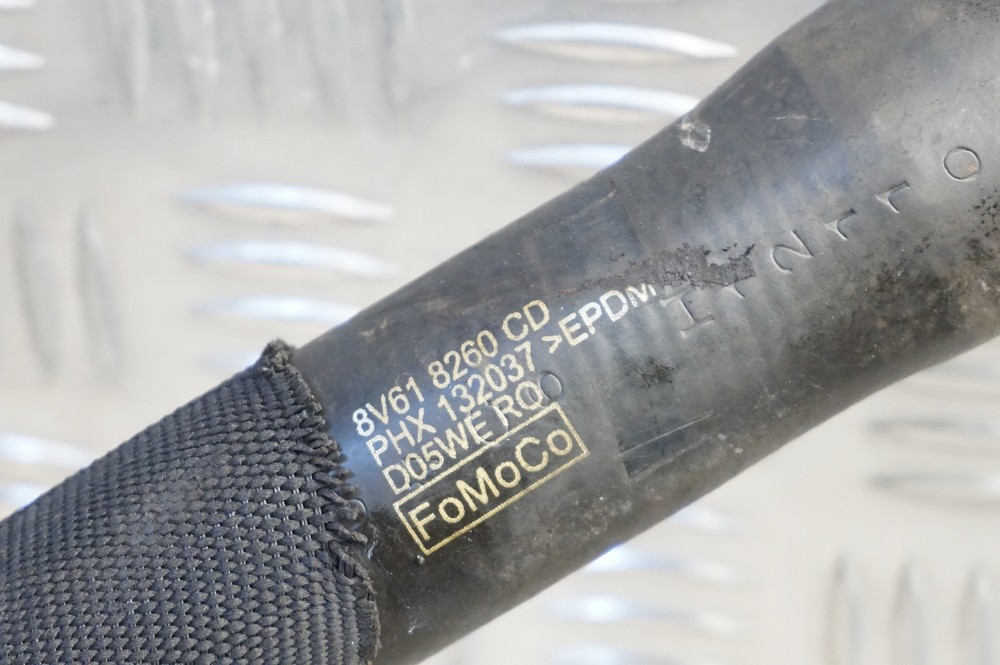 8V61 8260 CD
PHX 132037 >EPDM
D05WE RQ
FoMoCo